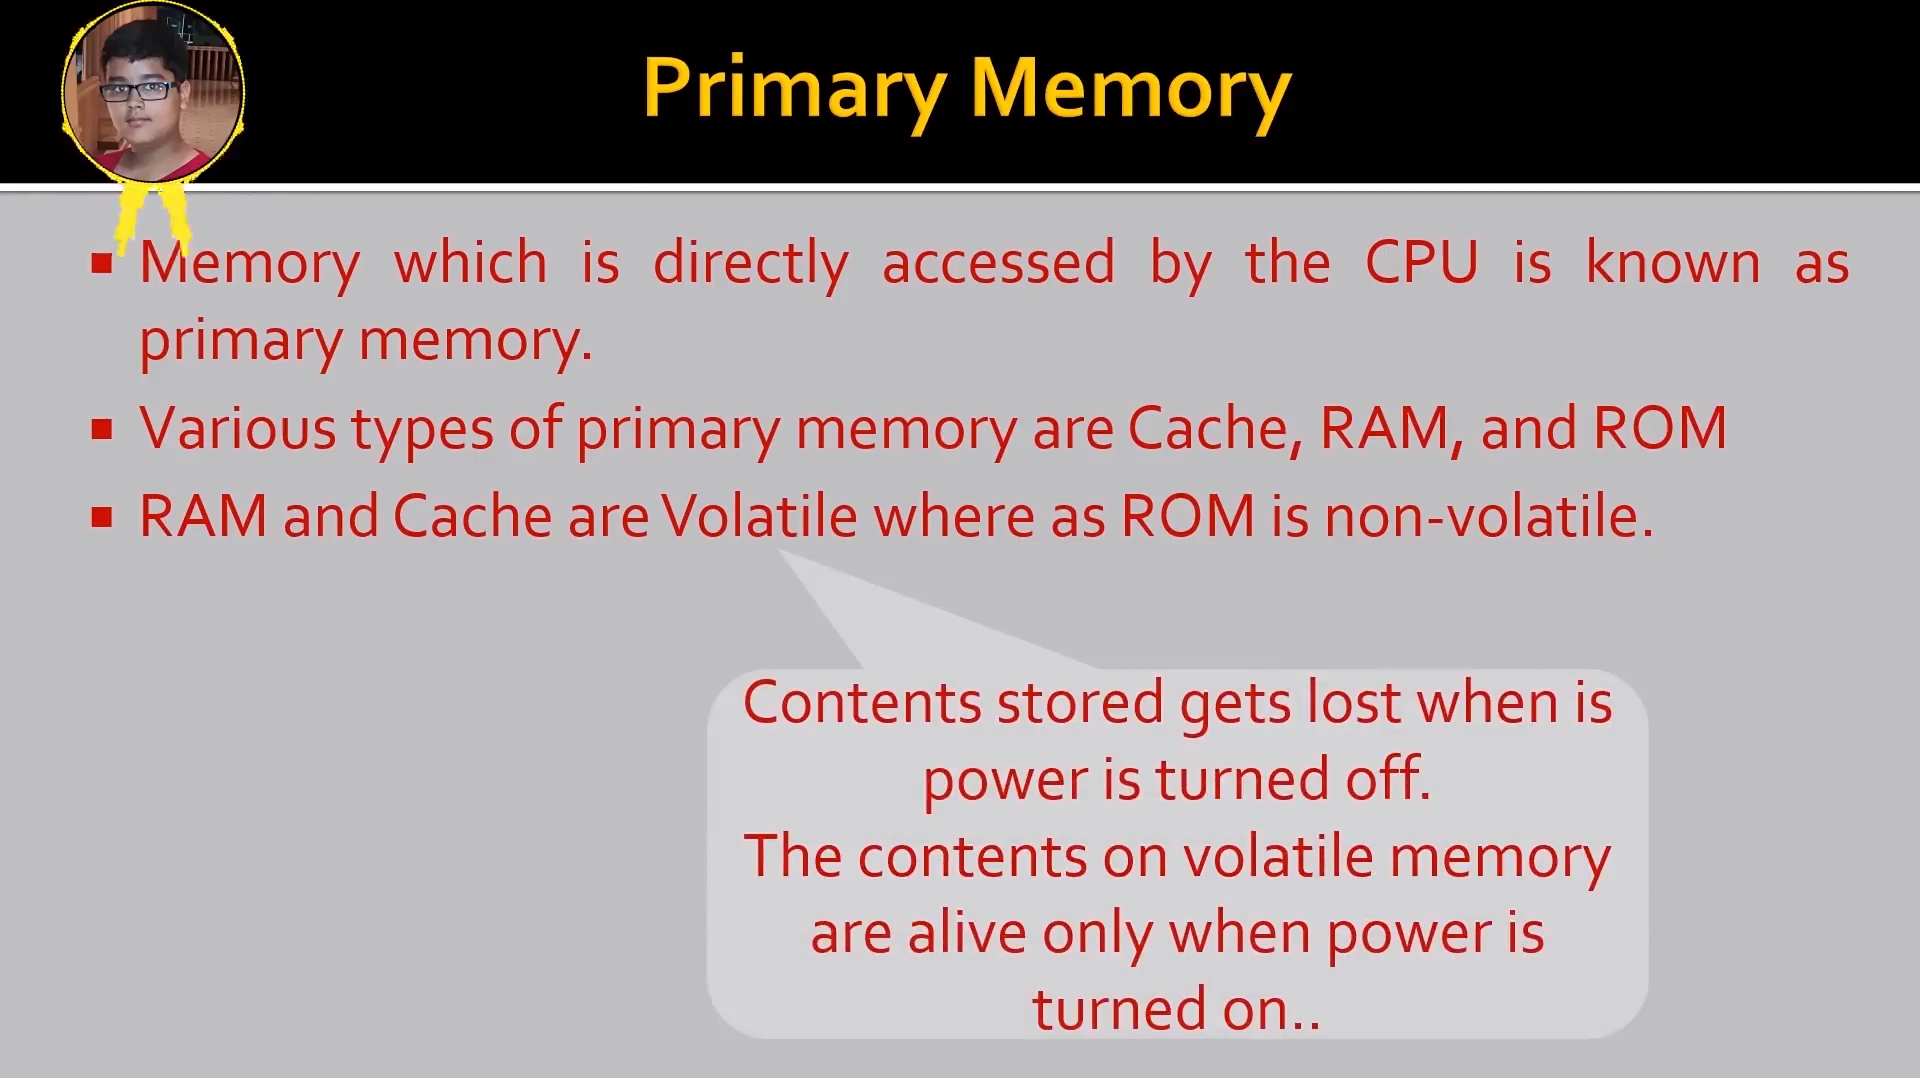 Primary Memory
Memory which is directly accessed by the CPU is known as
primary memory.
Various types of primary memory are Cache, RAM, and ROM
RAM and Cache are Volatile where as ROM is non-volatile.
Contents stored gets lost when is
power is turned off.
The contents on volatile memory
are alive only when power is
turned on..